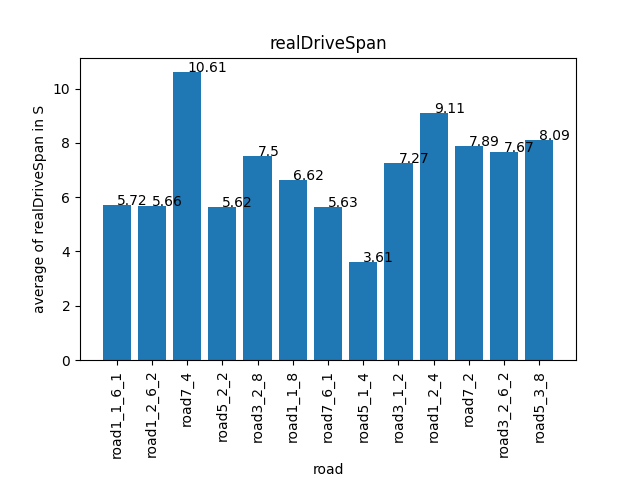 realDriveSpan
average of realDriveSpan in S
10
8
6
4
2
0
5.72
5.66
10.61
5.62
7.5
6.62
5.63
3.61
7.27
9.11
7.89
7.67
8.09
road1_1_6_1
road1_2_6_2
road7_4
road5_2_2
road3_2_8
road1_1_8
road7_6_1
road5_1_4
road3_1_2
road1_2_4
road7_2
road3_2_6_2
road5_3_8
road